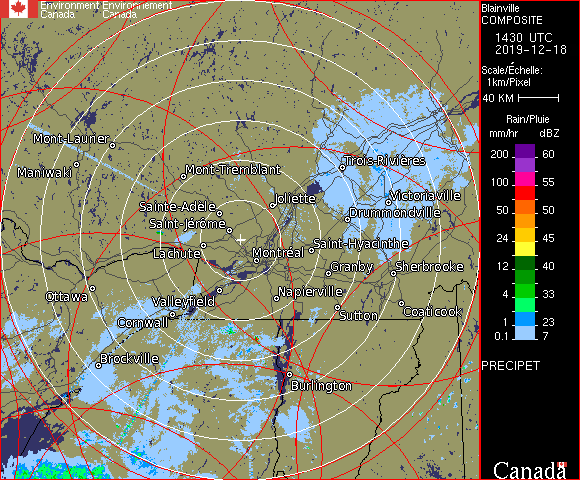 Environment Environnement
Canada Canada
Blainville
COMPOSITE
1430 UTC
2019-12-18
Scale/Échelle:
1km/Pixel
40 KM
Rain/Pluie
mm/hr dBZ
200 60
100 55
50 50
24 45
12 40
4 33
1 23
0.1 7
PRECIPET
Canada
Mont-Laurier
Maniwaki
Mont-Tremblant
Trois-Rivières
Joliette
Victoriaville
Sainte-Adèle
Drummondville
Saint-Jérôme
Saint-Hyacinthe
Lachute
Montréal
Granby
Sherbrooke
Ottawa
Valleyfield
Napierville
Coaticook
Cornwall
Sutton
Brockville
Burlington